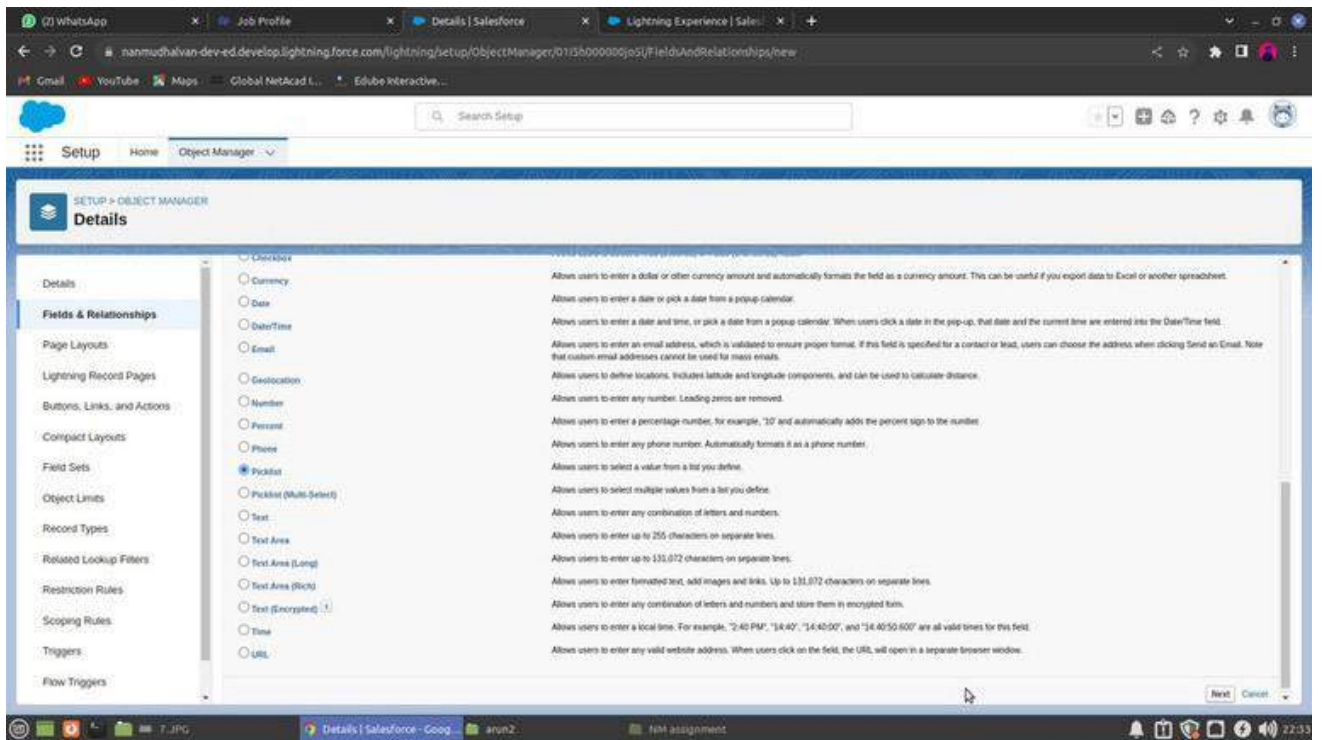 (2) WhatsApp
Job Profile
Details | Salesforce
Lightning Experience | Sales
nanmudhalvan-dev-ed.develop.lightning.force.com/lightning/setup/ObjectManager/01I5h000000joSl/FieldsAndRelationships/new
Gmail YouTube Maps Global NetAcad L... Edube Interactive...
Search Setup
Setup Home Object Manager
SETUP > OBJECT MANAGER
Details
Details
Fields & Relationships
Page Layouts
Lightning Record Pages
Buttons, Links, and Actions
Compact Layouts
Field Sets
Object Limits
Record Types
Related Lookup Filters
Restriction Rules
Scoping Rules
Triggers
Flow Triggers
Checkbox
Currency Allows users to enter a dollar or other currency amount and automatically formats the field as a currency amount. This can be useful if you export data to Excel or another spreadsheet.
Date Allows users to enter a date or pick a date from a popup calendar.
Date/Time Allows users to enter a date and time, or pick a date from a popup calendar. When users click a date in the pop-up, that date and the current time are entered into the Date/Time field.
Email Allows users to enter an email address, which is validated to ensure proper format. If this field is specified for a contact or lead, users can choose the address when clicking Send an Email. Note
that custom email addresses cannot be used for mass emails.
Geolocation Allows users to define locations. Includes latitude and longitude components, and can be used to calculate distance.
Number Allows users to enter any number. Leading zeros are removed.
Percent Allows users to enter a percentage number, for example, '10' and automatically adds the percent sign to the number.
Phone Allows users to enter any phone number. Automatically formats it as a phone number.
Picklist Allows users to select a value from a list you define.
Picklist (Multi-Select) Allows users to select multiple values from a list you define.
Text Allows users to enter any combination of letters and numbers.
Text Area Allows users to enter up to 255 characters on separate lines.
Text Area (Long) Allows users to enter up to 131,072 characters on separate lines.
Text Area (Rich) Allows users to enter formatted text, add images and links. Up to 131,072 characters on separate lines.
Text (Encrypted) Allows users to enter any combination of letters and numbers and store them in encrypted form.
Time Allows users to enter a local time. For example, "2:40 PM", "14:40", "14:40:00", and "14:40:50.600" are all valid times for this field.
URL Allows users to enter any valid website address. When users click on the field, the URL will open in a separate browser window.
Next Cancel
7.JPG
Details | Salesforce - Goog...
arun2
NM assignment
22:33